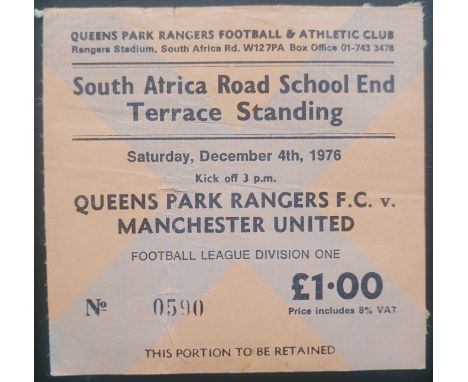 QUEENS PARK RANGERS FOOTBALL & ATHLETIC CLUB
Rangers Stadium, South Africa Rd. W127PA Box Office 01-743 3478
South Africa Road School End
Terrace Standing
Saturday, December 4th, 1976
Kick off 3 p.m.
QUEENS PARK RANGERS F.C. v.
MANCHESTER UNITED
FOOTBALL LEAGUE DIVISION ONE
£1·00
Nº 0590
Price includes 8% VAT
THIS PORTION TO BE RETAINED